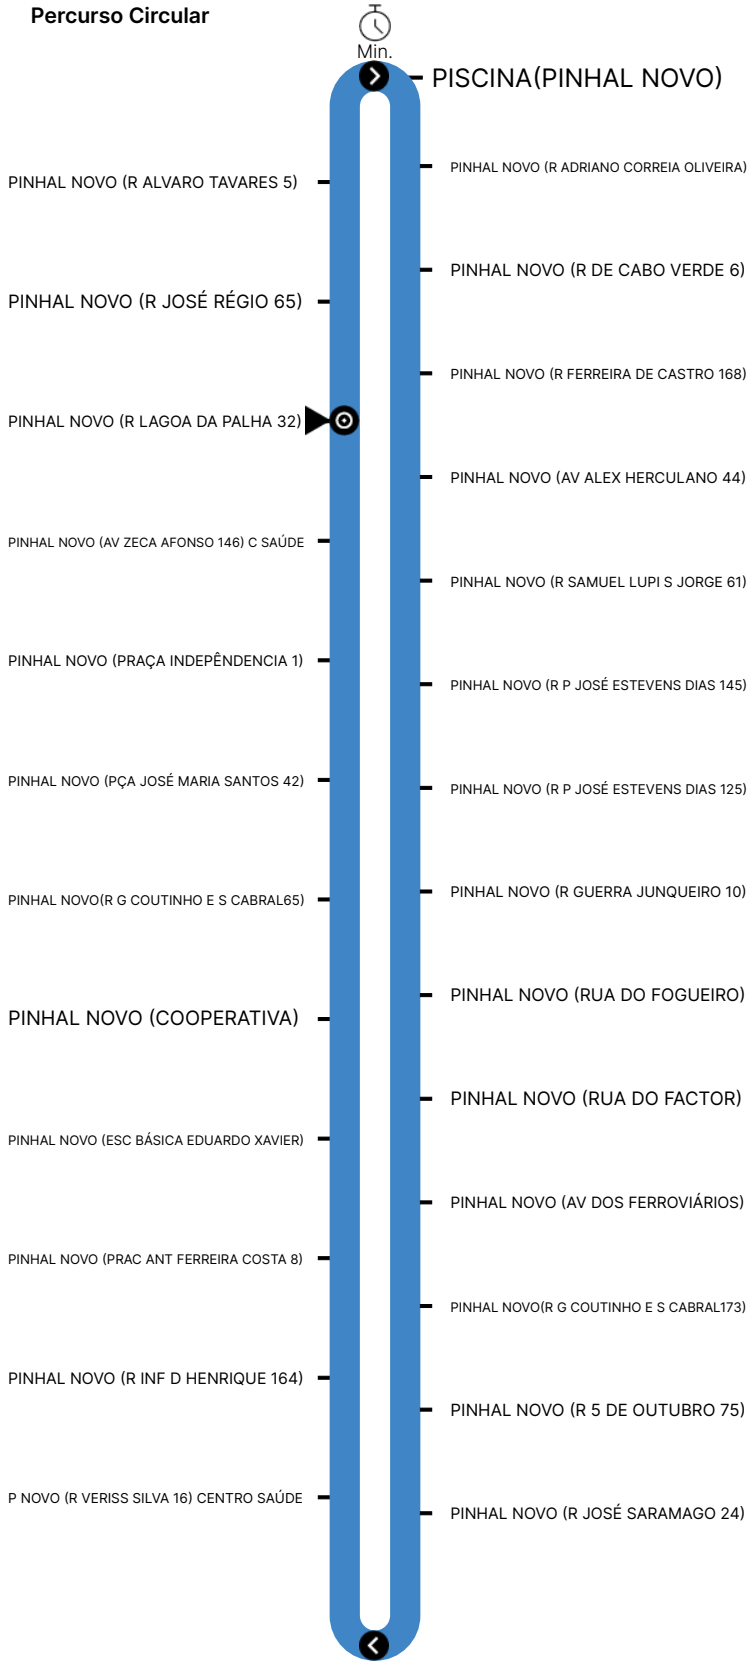 Percurso Circular
Min.
PISCINA(PINHAL NOVO)
PINHAL NOVO (R ADRIANO CORREIA OLIVEIRA)
PINHAL NOVO (R DE CABO VERDE 6)
PINHAL NOVO (R FERREIRA DE CASTRO 168)
PINHAL NOVO (AV ALEX HERCULANO 44)
PINHAL NOVO (R SAMUEL LUPI S JORGE 61)
PINHAL NOVO (R P JOSÉ ESTEVENS DIAS 145)
PINHAL NOVO (R P JOSÉ ESTEVENS DIAS 125)
PINHAL NOVO (R GUERRA JUNQUEIRO 10)
PINHAL NOVO (RUA DO FOGUEIRO)
PINHAL NOVO (RUA DO FACTOR)
PINHAL NOVO (AV DOS FERROVIÁRIOS)
PINHAL NOVO(R G COUTINHO E S CABRAL173)
PINHAL NOVO (R 5 DE OUTUBRO 75)
PINHAL NOVO (R JOSÉ SARAMAGO 24)
PINHAL NOVO (R ALVARO TAVARES 5)
PINHAL NOVO (R JOSÉ RÉGIO 65)
PINHAL NOVO (R LAGOA DA PALHA 32)
PINHAL NOVO (AV ZECA AFONSO 146) C SAÚDE
PINHAL NOVO (PRAÇA INDEPÊNDENCIA 1)
PINHAL NOVO (PÇA JOSÉ MARIA SANTOS 42)
PINHAL NOVO(R G COUTINHO E S CABRAL65)
PINHAL NOVO (COOPERATIVA)
PINHAL NOVO (ESC BÁSICA EDUARDO XAVIER)
PINHAL NOVO (PRAC ANT FERREIRA COSTA 8)
PINHAL NOVO (R INF D HENRIQUE 164)
P NOVO (R VERISS SILVA 16) CENTRO SAÚDE